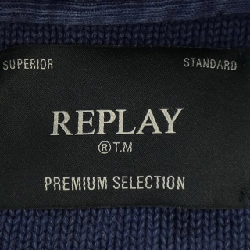 SUPERIOR STANDARD
REPLAY
®T.M
PREMIUM SELECTION